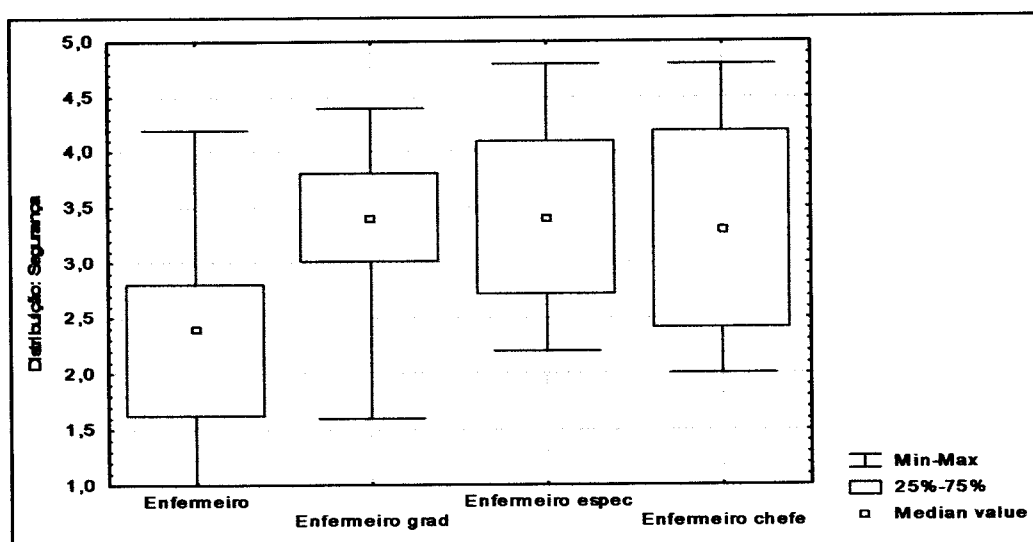 Distribuição: Segurança
5,0
4,5
4,0
3,5
3,0
2,5
2,0
1,5
1,0
Enfermeiro
Enfermeiro grad
Enfermeiro espec
Enfermeiro chefe
Min-Max
25%-75%
Median value